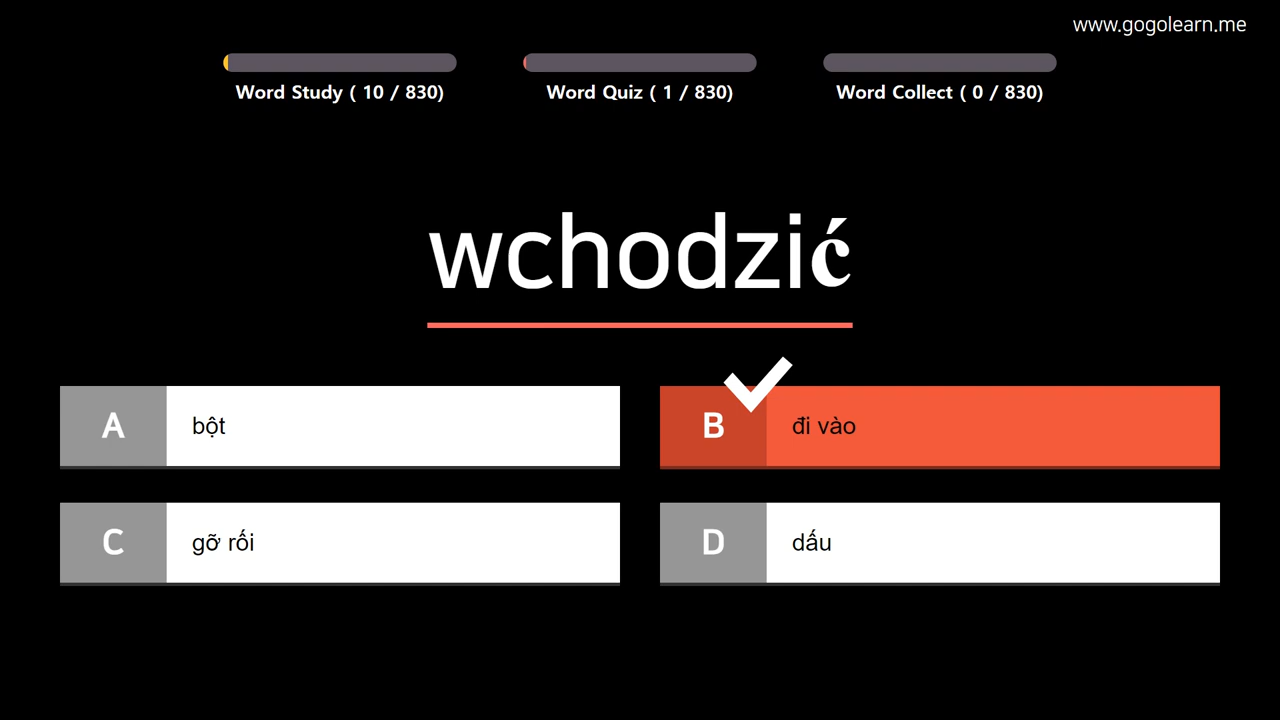 www.gogolearn.me
Word Study ( 10 / 830)
Word Quiz ( 1 / 830)
Word Collect ( 0 / 830)
wchodzić
A bột
B đi vào
C gỡ rối
D dấu